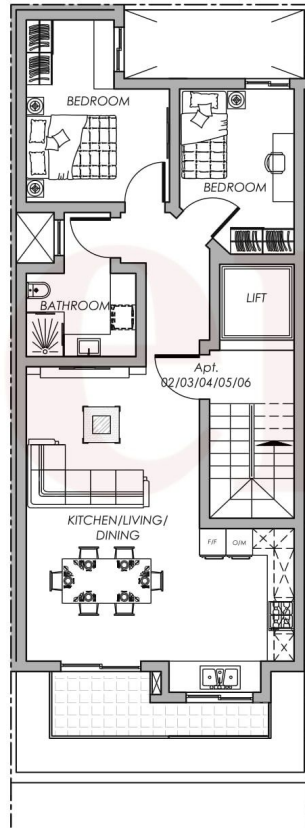 BEDROOM
BEDROOM
BATHROOM
LIFT
Apt.
02/03/04/05/06
KITCHEN/LIVING/
DINING
F/F
O/M